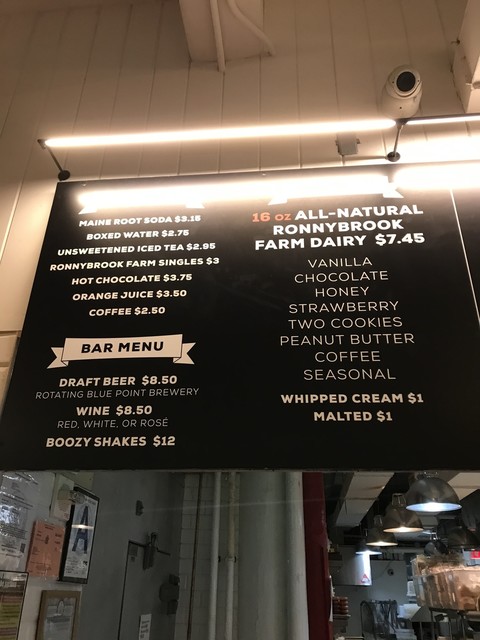 MAINE ROOT SODA $3.15
BOXED WATER $2.75
UNSWEETENED ICED TEA $2.95
RONNYBROOK FARM SINGLES $3
HOT CHOCOLATE $3.75
ORANGE JUICE $3.50
COFFEE $2.50
BAR MENU
DRAFT BEER $8.50
ROTATING BLUE POINT BREWERY
WINE $8.50
RED, WHITE, OR ROSÉ
BOOZY SHAKES $12
16 oz ALL-NATURAL
RONNYBROOK
FARM DAIRY $7.45
VANILLA
CHOCOLATE
HONEY
STRAWBERRY
TWO COOKIES
PEANUT BUTTER
COFFEE
SEASONAL
WHIPPED CREAM $1
MALTED $1